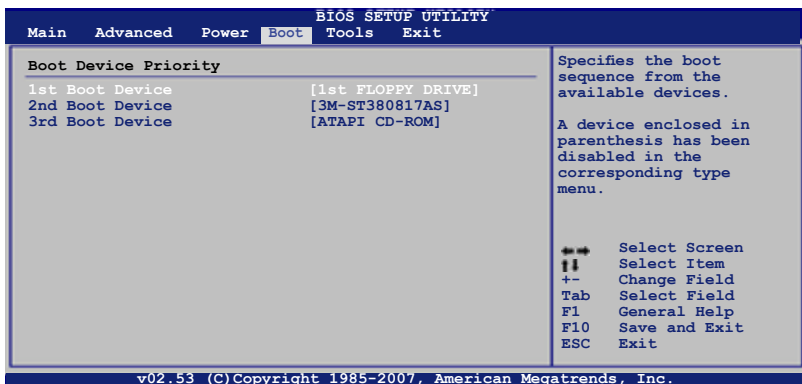 BIOS SETUP UTILITY
Main Advanced Power Boot Tools Exit
Boot Device Priority
1st Boot Device [1st FLOPPY DRIVE]
2nd Boot Device [3M-ST380817AS]
3rd Boot Device [ATAPI CD-ROM]
Specifies the boot
sequence from the
available devices.
A device enclosed in
parenthesis has been
disabled in the
corresponding type
menu.
Select Screen
Select Item
+- Change Field
Tab Select Field
F1 General Help
F10 Save and Exit
ESC Exit
v02.53 (C)Copyright 1985-2007, American Megatrends, Inc.